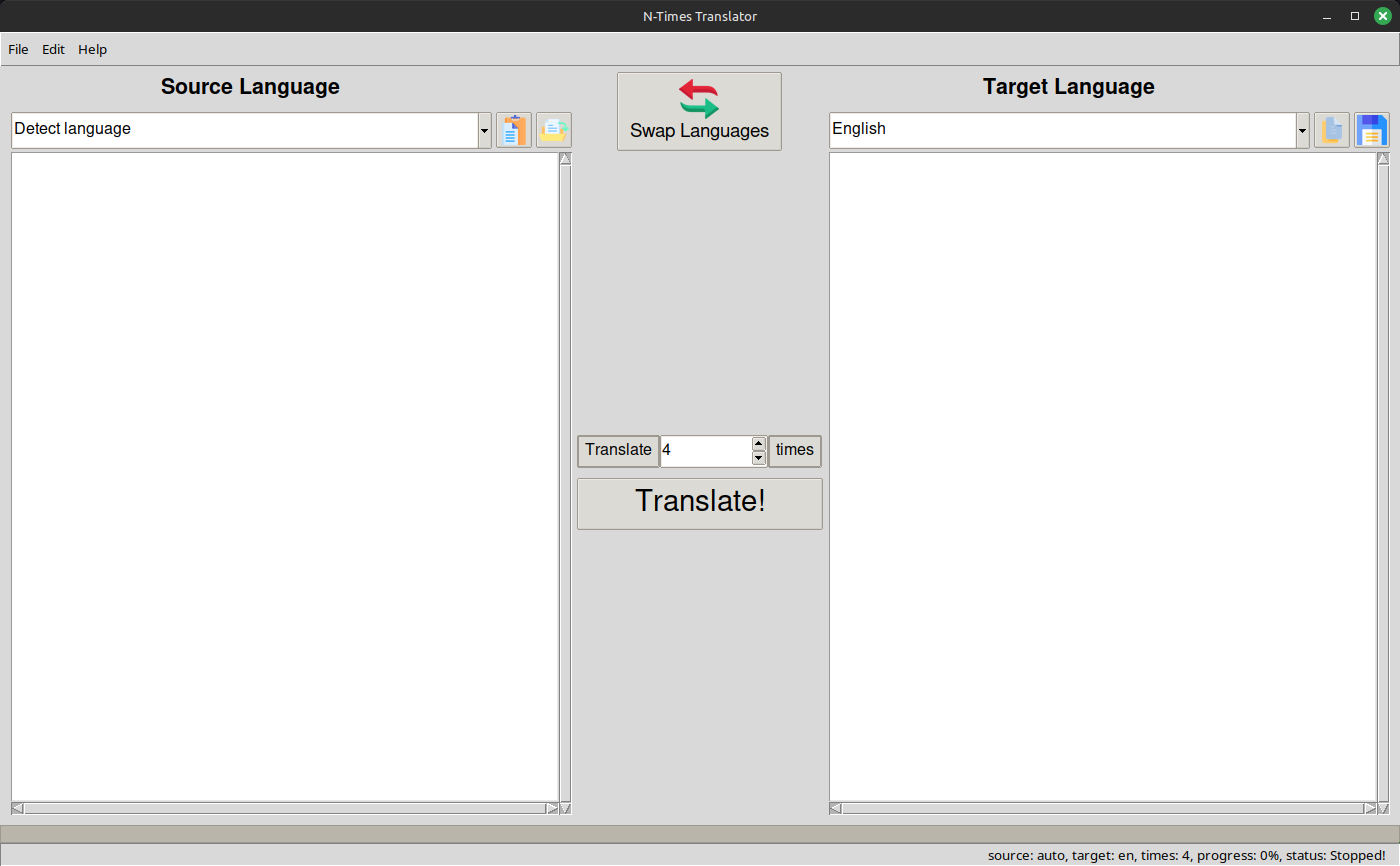 N-Times Translator
File Edit Help
Source Language
Swap Languages
Target Language
Detect language
English
Translate 4 times
Translate!
source: auto, target: en, times: 4, progress: 0%, status: Stopped!